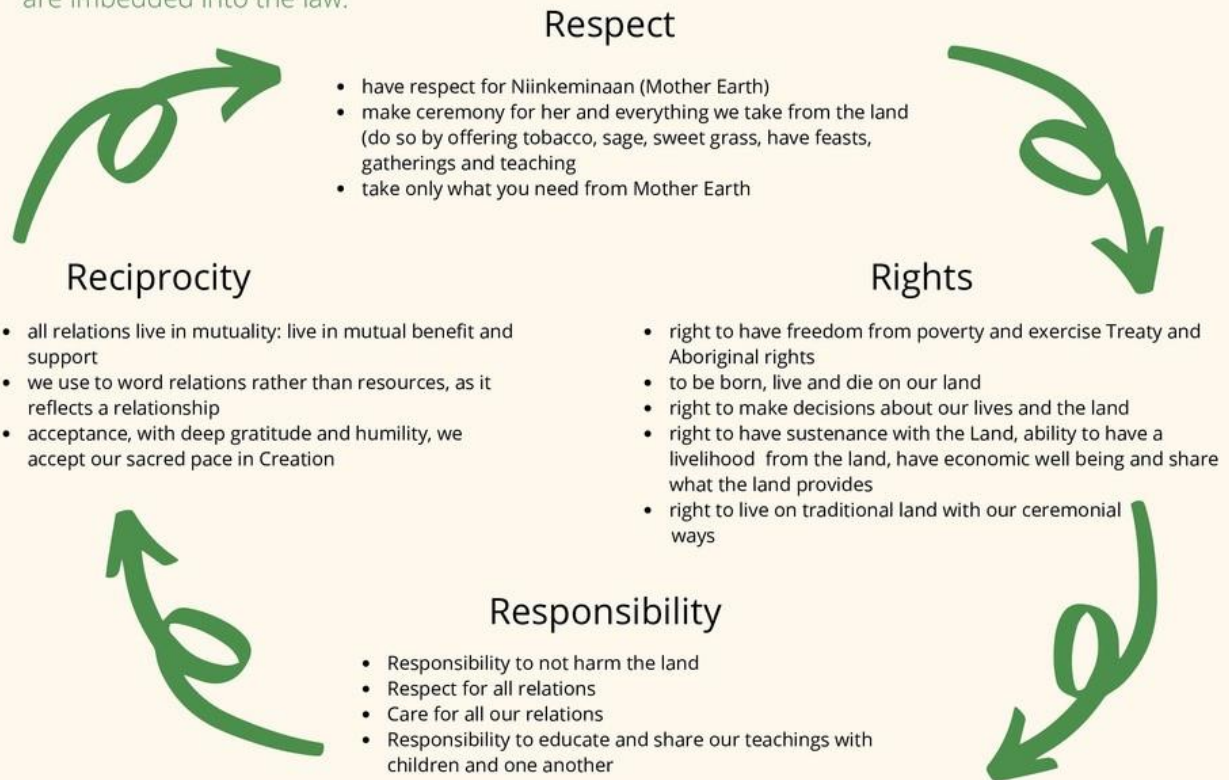 are imbedded into the law.
Respect
• have respect for Niinkeminaan (Mother Earth)
• make ceremony for her and everything we take from the land
(do so by offering tobacco, sage, sweet grass, have feasts,
gatherings and teaching
• take only what you need from Mother Earth
Reciprocity
• all relations live in mutuality: live in mutual benefit and
support
• we use to word relations rather than resources, as it
reflects a relationship
• acceptance, with deep gratitude and humility, we
accept our sacred pace in Creation
Rights
• right to have freedom from poverty and exercise Treaty and
Aboriginal rights
• to be born, live and die on our land
• right to make decisions about our lives and the land
• right to have sustenance with the Land, ability to have a
livelihood from the land, have economic well being and share
what the land provides
• right to live on traditional land with our ceremonial
ways
Responsibility
• Responsibility to not harm the land
• Respect for all relations
• Care for all our relations
• Responsibility to educate and share our teachings with
children and one another